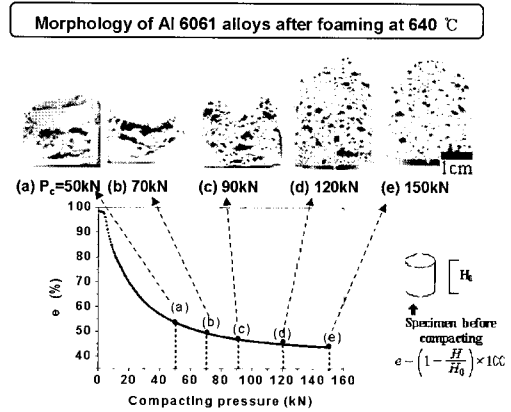 Morphology of Al 6061 alloys after foaming at 640 ℃
1cm
(a) Pc=50kN (b) 70kN (c) 90kN (d) 120kN (e) 150kN
100
90
80
70
60
50
40
e (%)
(a)
(b)
(c)
(d)
(e)
0 20 40 60 80 100 120 140 160
Compacting pressure (kN)
H0
Specimen before
compacting
e - (1 - H/H0) × 100